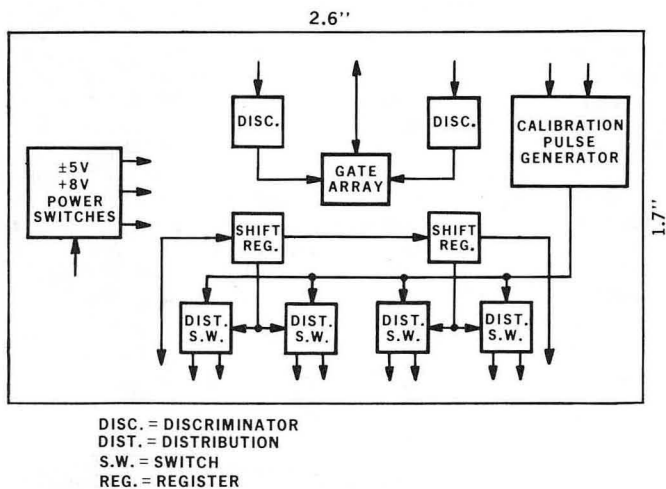 2.6''
DISC.
DISC.
CALIBRATION
PULSE
GENERATOR
±5V
+8V
POWER
SWITCHES
GATE
ARRAY
1.7''
SHIFT
REG.
SHIFT
REG.
DIST.
S.W.
DIST.
S.W.
DIST.
S.W.
DIST.
S.W.
DISC. = DISCRIMINATOR
DIST. = DISTRIBUTION
S.W. = SWITCH
REG. = REGISTER